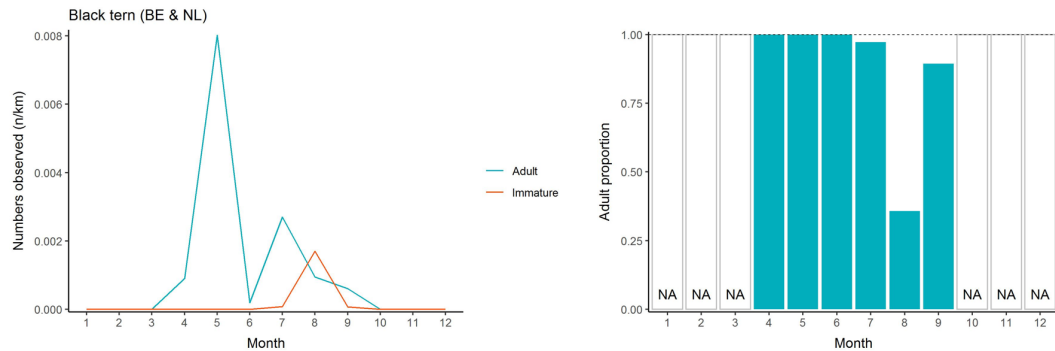 Black tern (BE & NL)
Numbers observed (n/km)
0.008
0.006
0.004
0.002
0.000
1 2 3 4 5 6 7 8 9 10 11 12
Month
Adult
Immature
Adult proportion
1.00
0.75
0.50
0.25
0.00
NA NA NA NA NA NA
1 2 3 4 5 6 7 8 9 10 11 12
Month